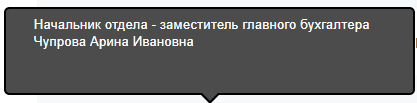 Начальник отдела - заместитель главного бухгалтера
Чупрова Арина Ивановна